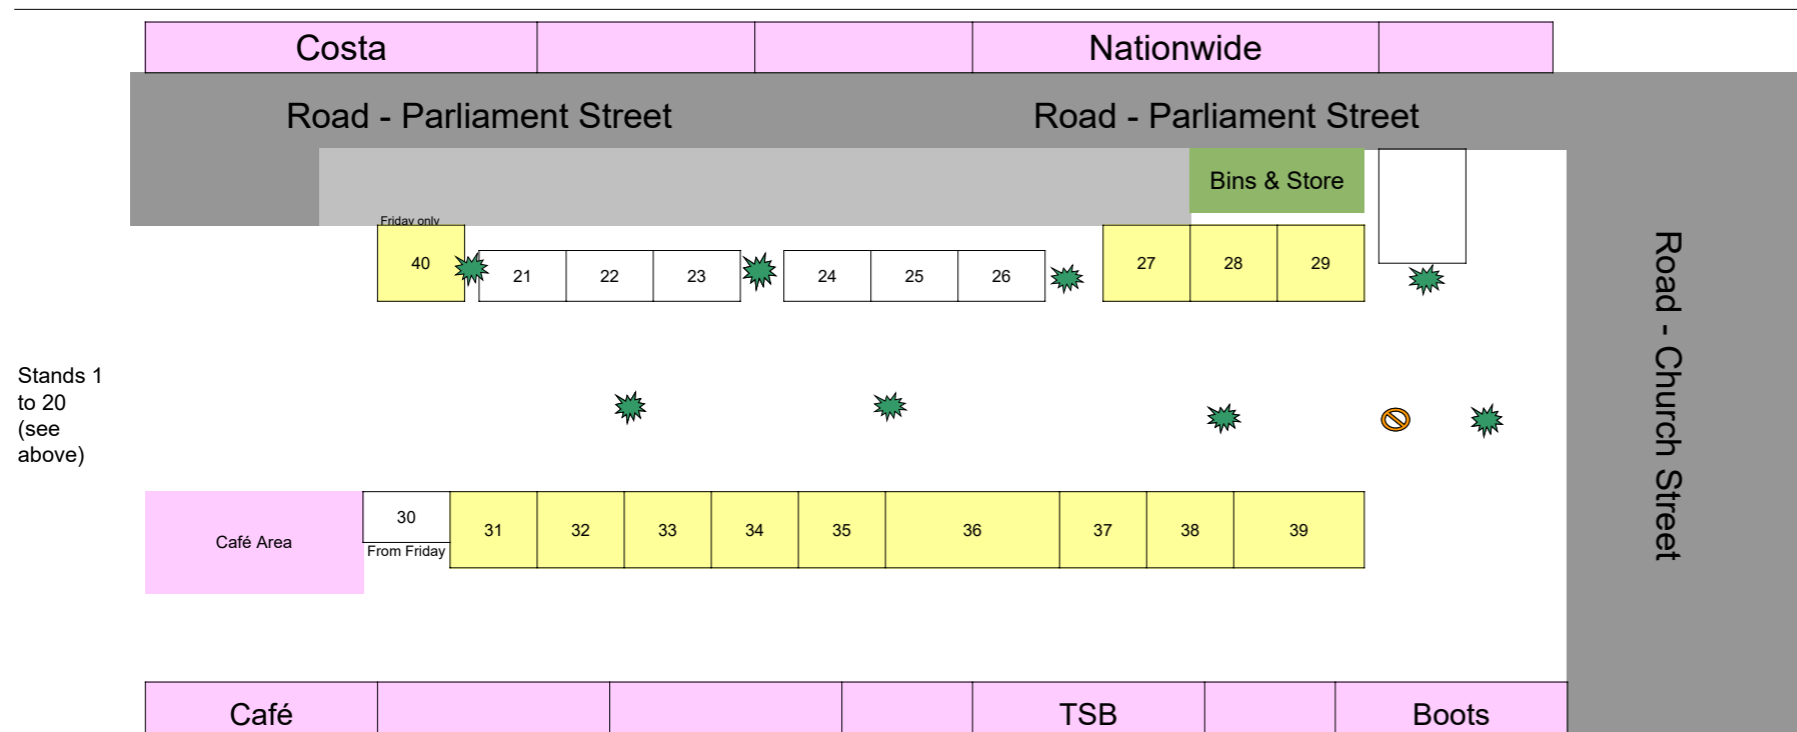 Costa
Nationwide
Road - Parliament Street
Road - Parliament Street
Bins & Store
Friday only
40
21
22
23
24
25
26
27
28
29
Road - Church Street
Stands 1
to 20
(see
above)
Café Area
30
From Friday
31
32
33
34
35
36
37
38
39
Café
TSB
Boots